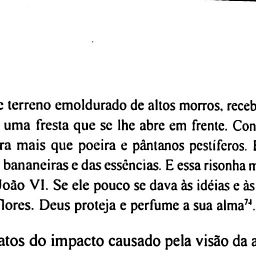 terreno emoldurado de altos morros, receb
uma fresta que se lhe abre em frente. Con
ra mais que poeira e pântanos pestíferos.
bananeiras e das essências. E essa risonha m
João VI. Se ele pouco se dava às idéias e às
flores. Deus proteja e perfume a sua alma⁷⁴.
atos do impacto causado pela visão da a